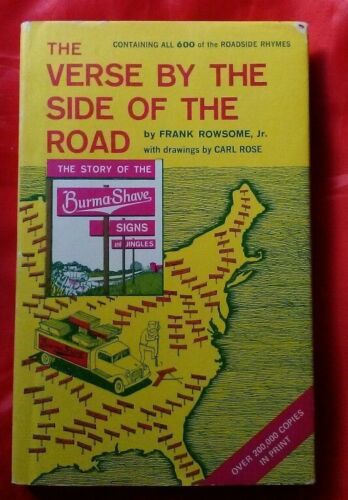 CONTAINING ALL 600 of the ROADSIDE RHYMES
THE
VERSE BY THE
SIDE OF THE
ROAD
by FRANK ROWSOME, Jr.
with drawings by CARL ROSE
THE STORY OF THE
Burma-Shave
SIGNS
AND JINGLES
OVER 200,000 COPIES
IN PRINT